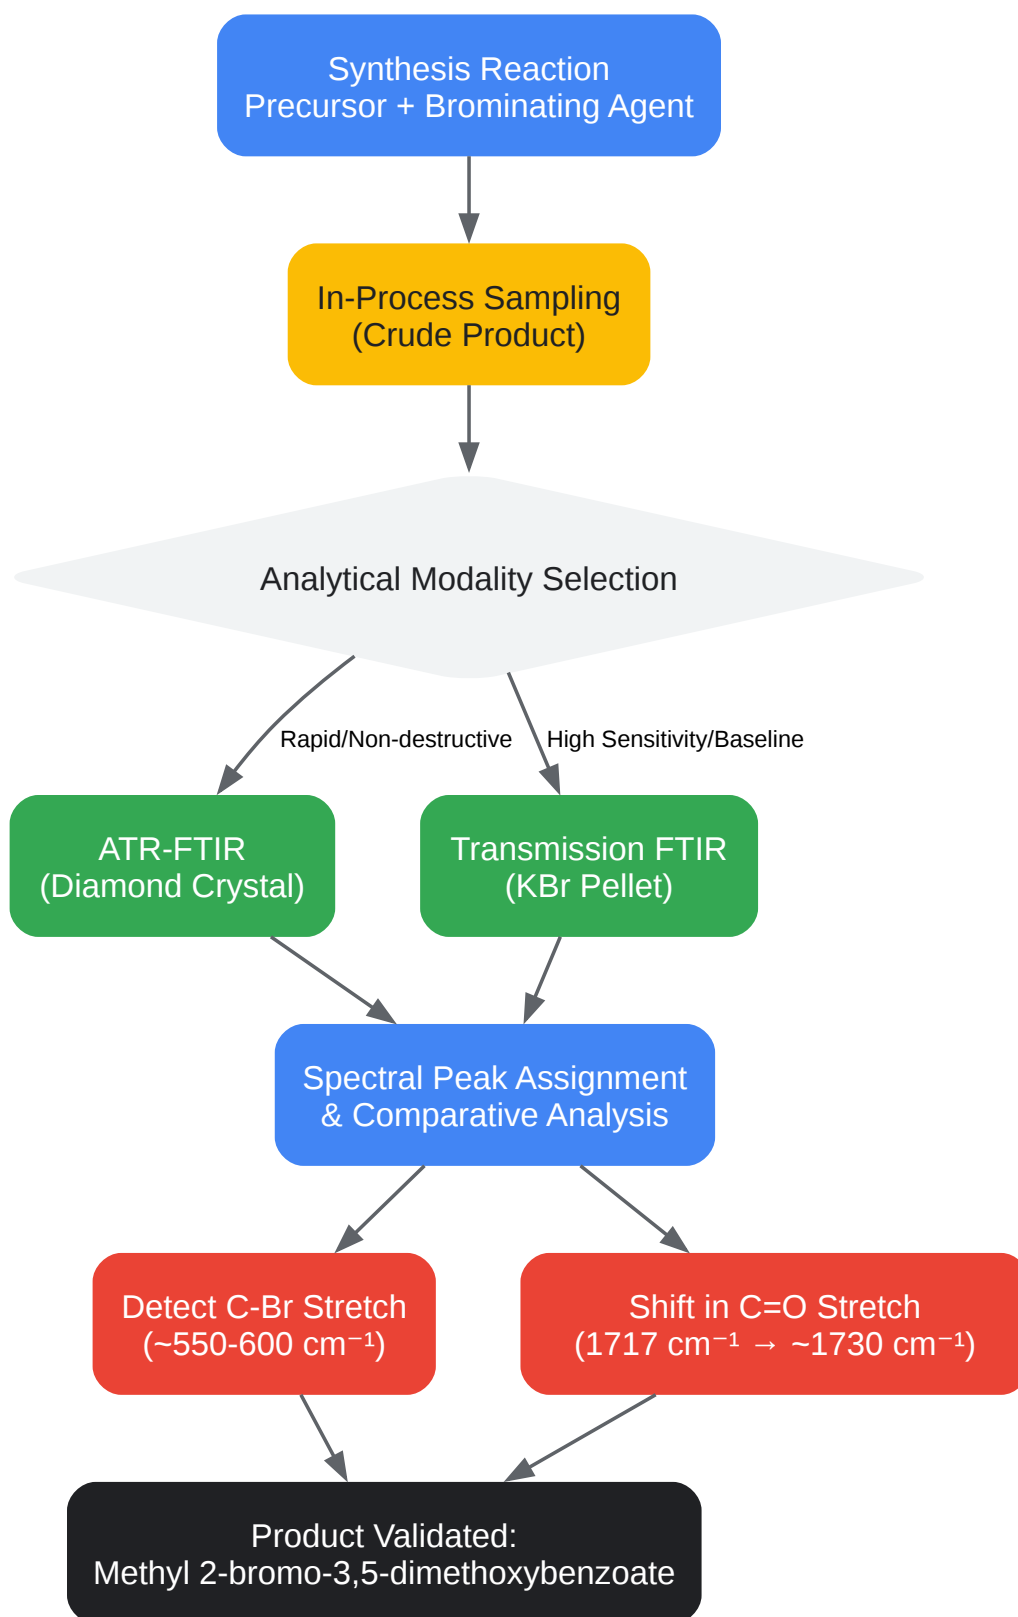 Synthesis Reaction
Precursor + Brominating Agent
In-Process Sampling
(Crude Product)
Analytical Modality Selection
Rapid/Non-destructive
High Sensitivity/Baseline
ATR-FTIR
(Diamond Crystal)
Transmission FTIR
(KBr Pellet)
Spectral Peak Assignment
& Comparative Analysis
Detect C-Br Stretch
(~550-600 cm⁻¹)
Shift in C=O Stretch
(1717 cm⁻¹ → ~1730 cm⁻¹)
Product Validated:
Methyl 2-bromo-3,5-dimethoxybenzoate